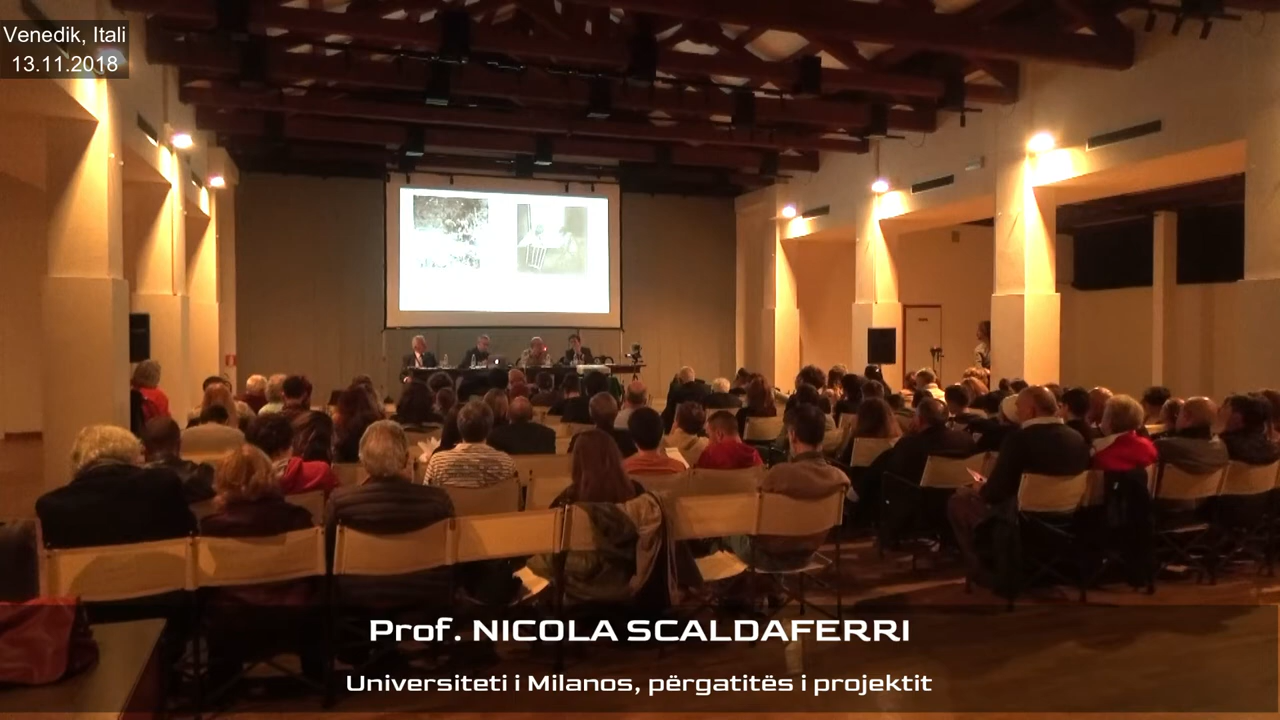 Venedik, Itali
13.11.2018
Prof. NICOLA SCALDAFERRI
Universiteti i Milanos, përgatitës i projektit